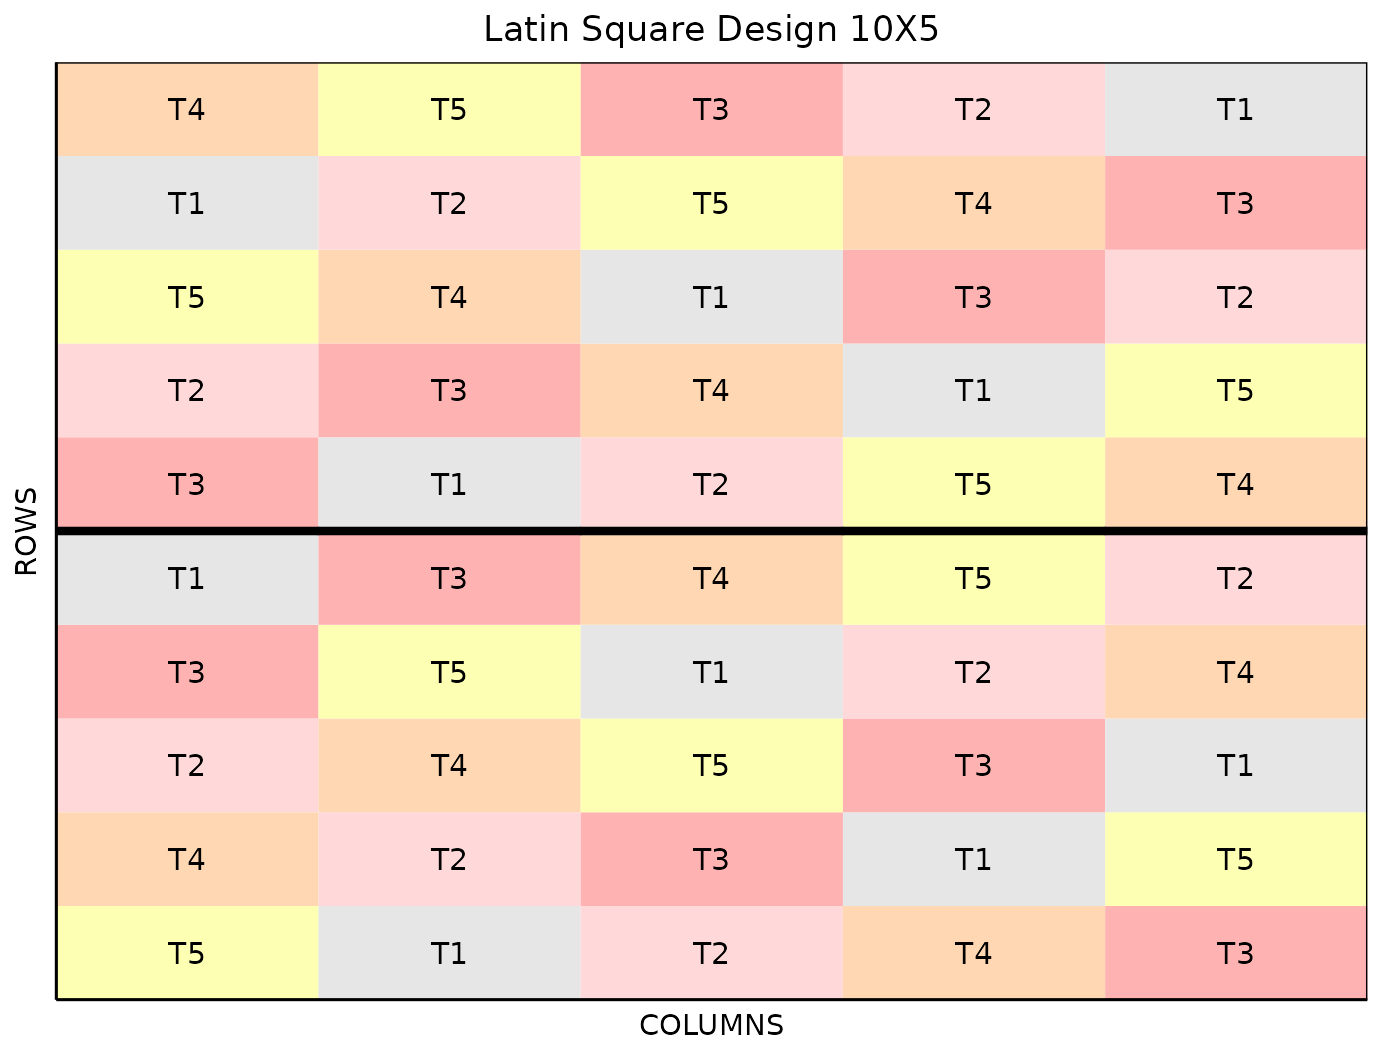 Latin Square Design 10X5
T4 T5 T3 T2 T1
T1 T2 T5 T4 T3
T5 T4 T1 T3 T2
T2 T3 T4 T1 T5
T3 T1 T2 T5 T4
ROWS
T1 T3 T4 T5 T2
T3 T5 T1 T2 T4
T2 T4 T5 T3 T1
T4 T2 T3 T1 T5
T5 T1 T2 T4 T3
COLUMNS